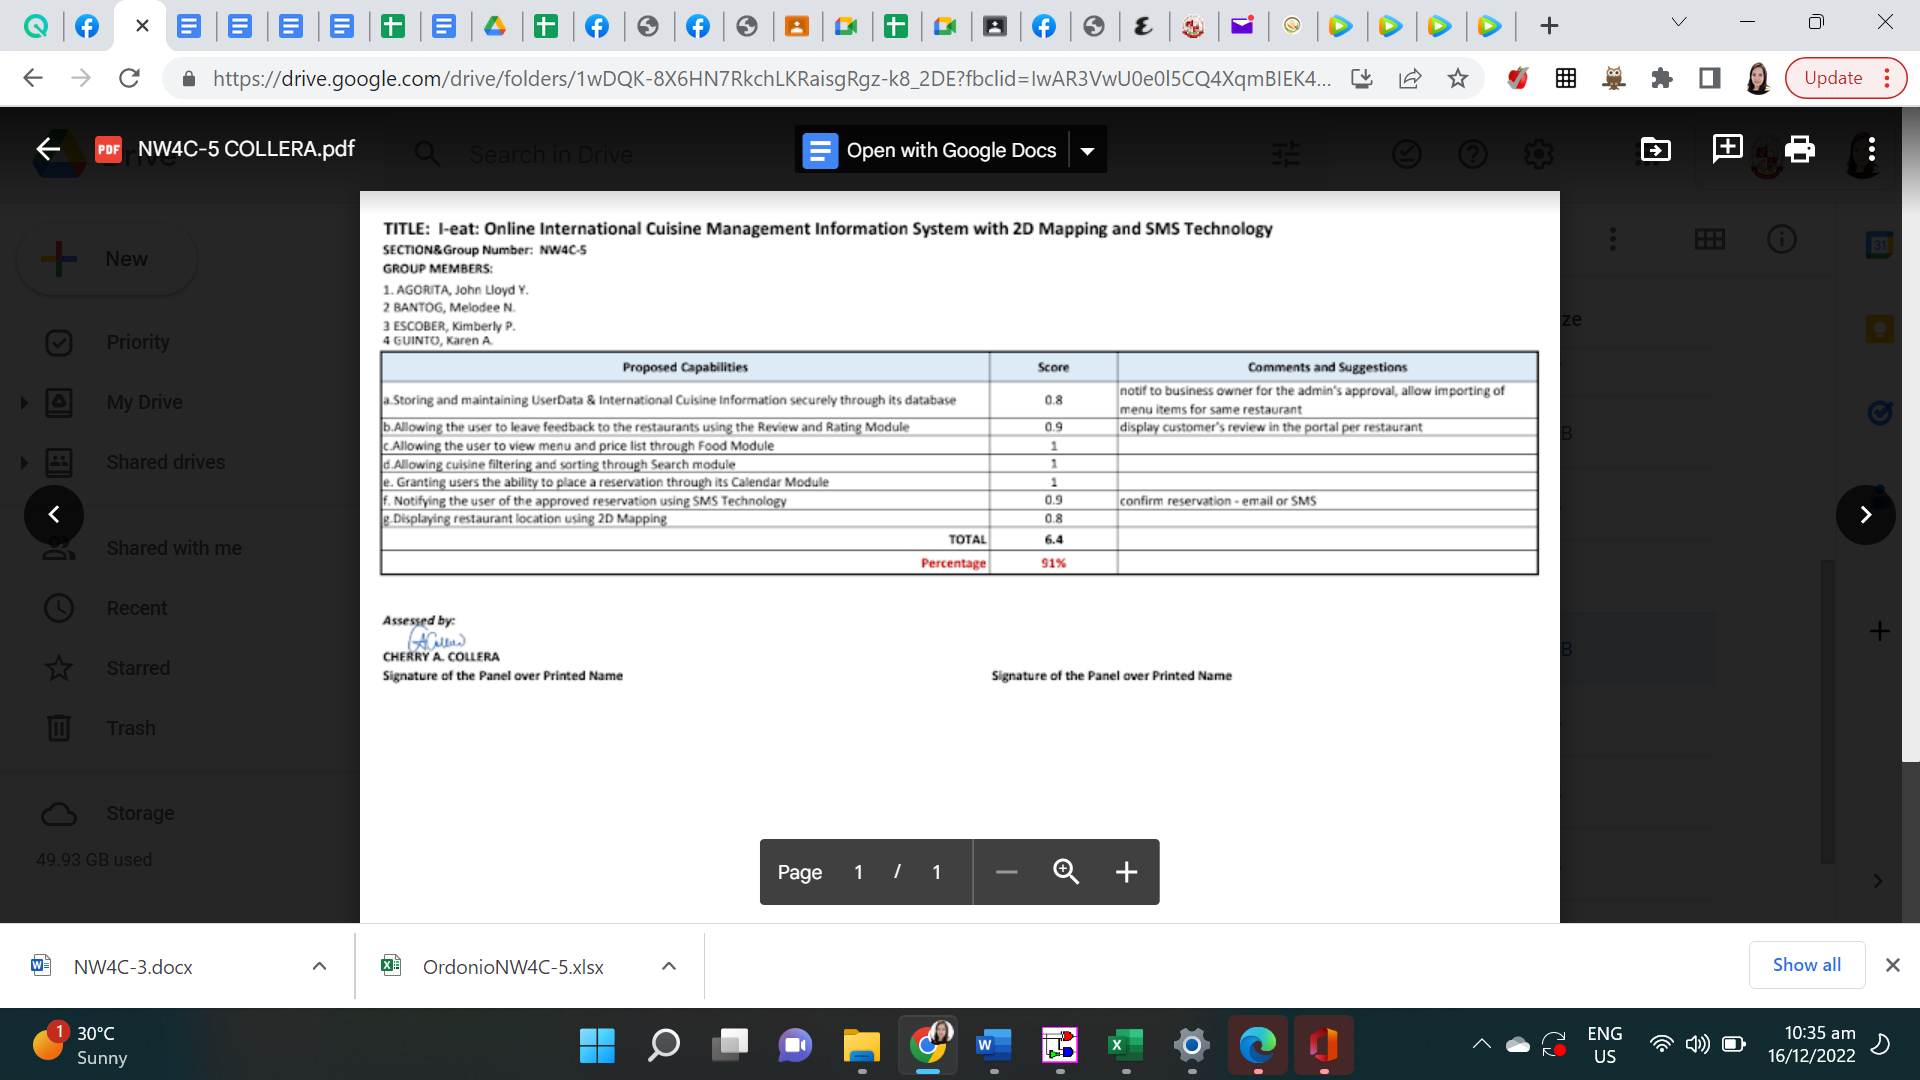 https://drive.google.com/drive/folders/1wDQK-8X6HN7RkchLKRaisgRgz-k8_2DE?fbclid=IwAR3VwU0e0l5CQ4XqmBIEK4...
Update
PDF
NW4C-5 COLLERA.pdf
Search in Drive
Open with Google Docs
TITLE: I-eat: Online International Cuisine Management Information System with 2D Mapping and SMS Technology
SECTION&Group Number: NW4C-5
GROUP MEMBERS:
1. AGORITA, John Lloyd Y.
2 BANTOG, Melodee N.
3 ESCOBER, Kimberly P.
4 GUINTO, Karen A.
Proposed Capabilities Score Comments and Suggestions
a.Storing and maintaining UserData & International Cuisine Information securely through its database 0.8 notif to business owner for the admin's approval, allow importing of
menu items for same restaurant
b.Allowing the user to leave feedback to the restaurants using the Review and Rating Module 0.9 display customer's review in the portal per restaurant
c.Allowing the user to view menu and price list through Food Module 1
d.Allowing cuisine filtering and sorting through Search module 1
e. Granting users the ability to place a reservation through its Calendar Module 1
f. Notifying the user of the approved reservation using SMS Technology 0.9 confirm reservation - email or SMS
g.Displaying restaurant location using 2D Mapping 0.8
TOTAL 6.4
Percentage 91%
Assessed by:
CHERRY A. COLLERA
Signature of the Panel over Printed Name Signature of the Panel over Printed Name
New
Priority
My Drive
Shared drives
Shared with me
Recent
Starred
Trash
Storage
49.93 GB used
31
Page 1 / 1
NW4C-3.docx
OrdonioNW4C-5.xlsx
Show all
1
30°C
Sunny
ENG
US
10:35 am
16/12/2022